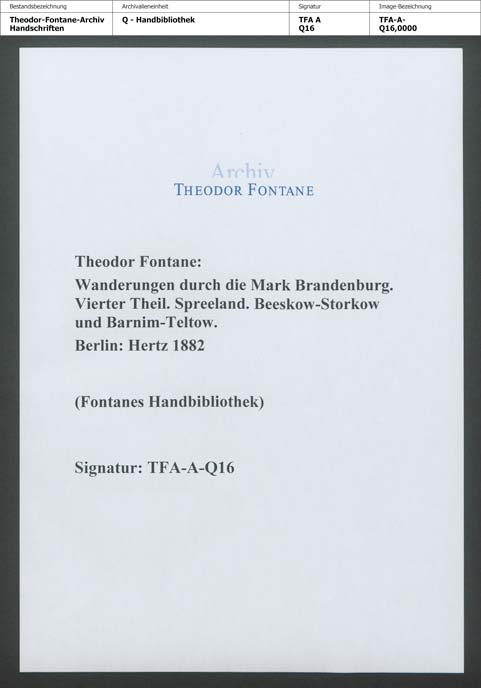 Bestandsbezeichnung Archivalieneinheit Signatur Image-Bezeichnung
Theodor-Fontane-Archiv Q - Handbibliothek TFA A TFA-A-
Handschriften Q16 Q16,0000
Archiv
THEODOR FONTANE
Theodor Fontane:
Wanderungen durch die Mark Brandenburg.
Vierter Theil. Spreeland. Beeskow-Storkow
und Barnim-Teltow.
Berlin: Hertz 1882
(Fontanes Handbibliothek)
Signatur: TFA-A-Q16